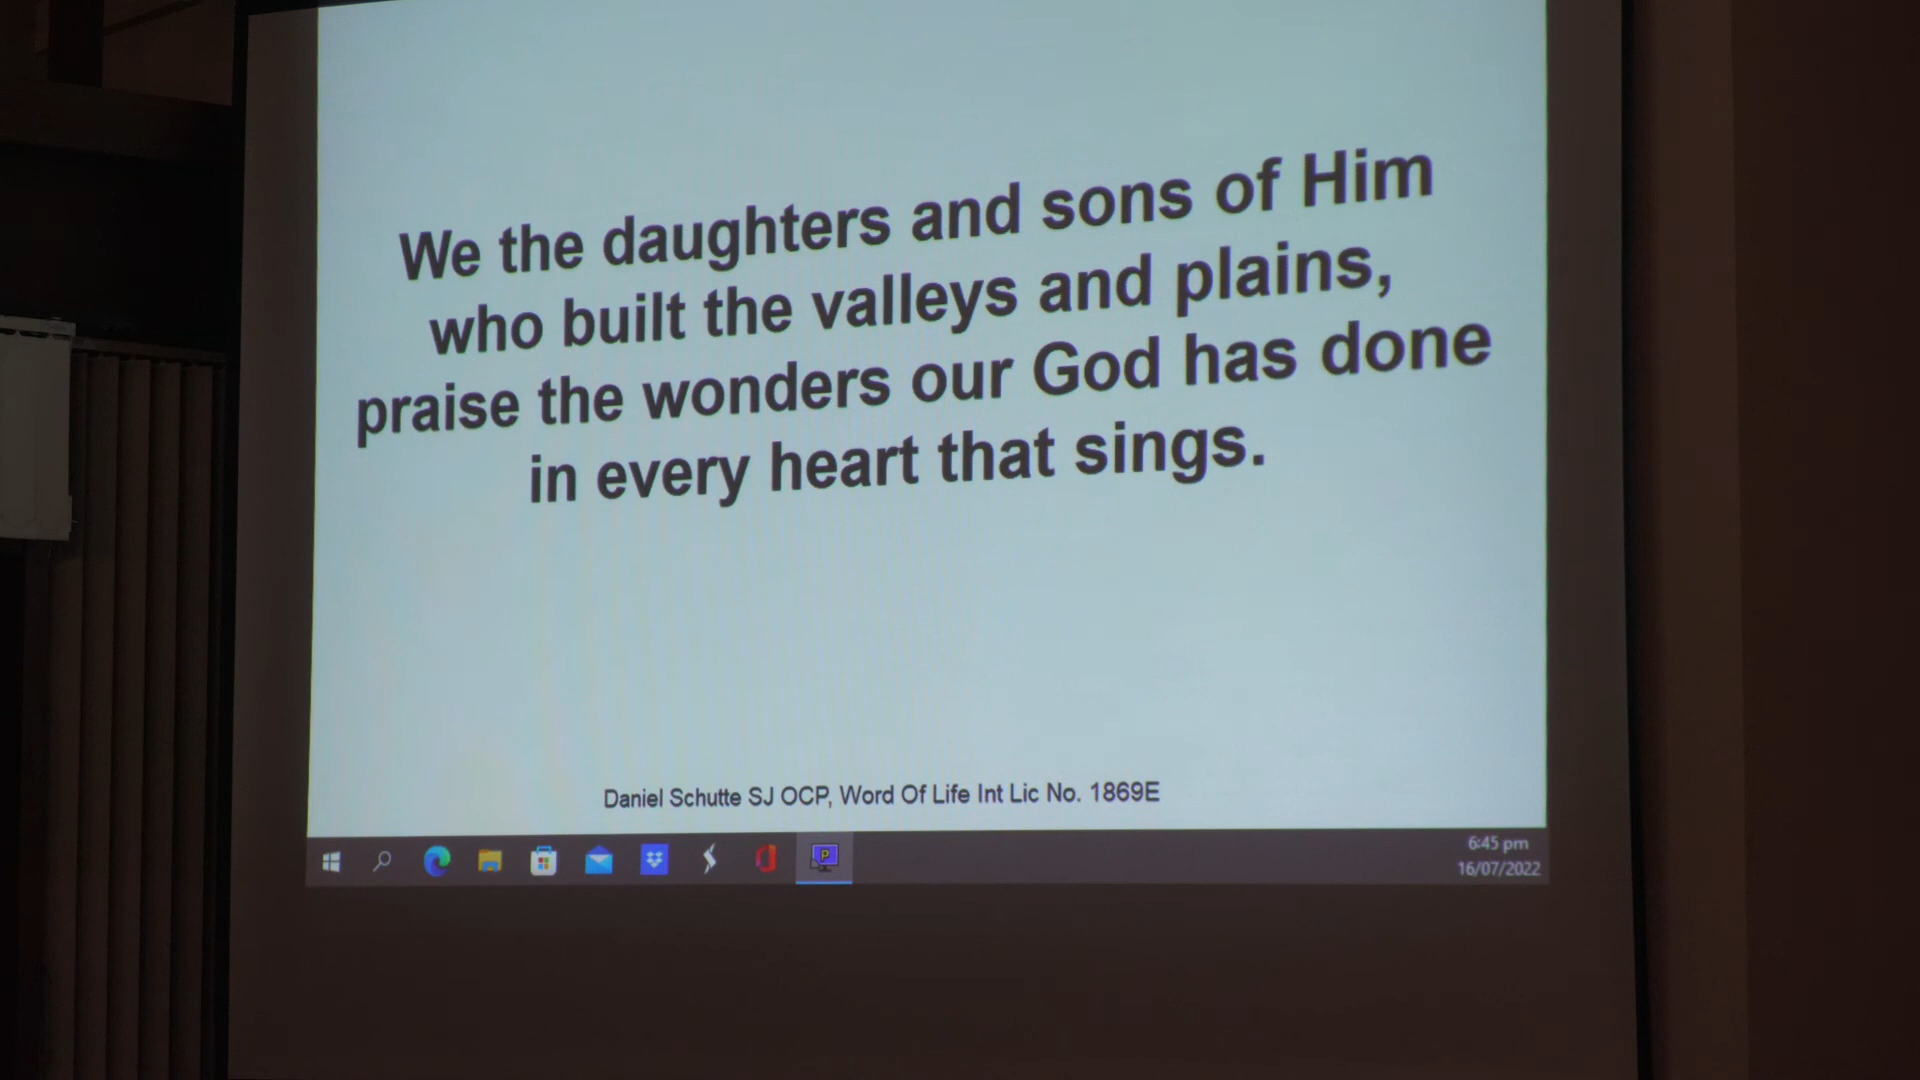 We the daughters and sons of Him
who built the valleys and plains,
praise the wonders our God has done
in every heart that sings.
Daniel Schutte SJ OCP, Word Of Life Int Lic No. 1869E
P
6:45 pm
16/07/2022